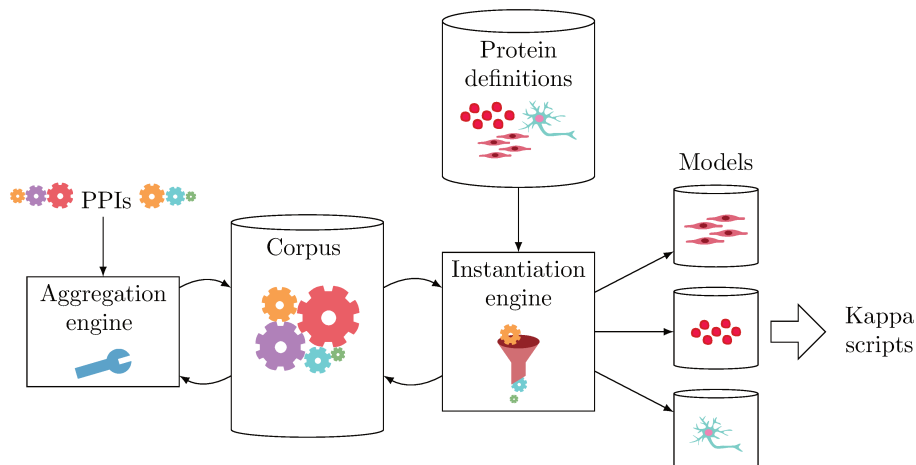 Protein
definitions
Models
PPIs
Corpus
Aggregation
engine
Instantiation
engine
Kappa
scripts